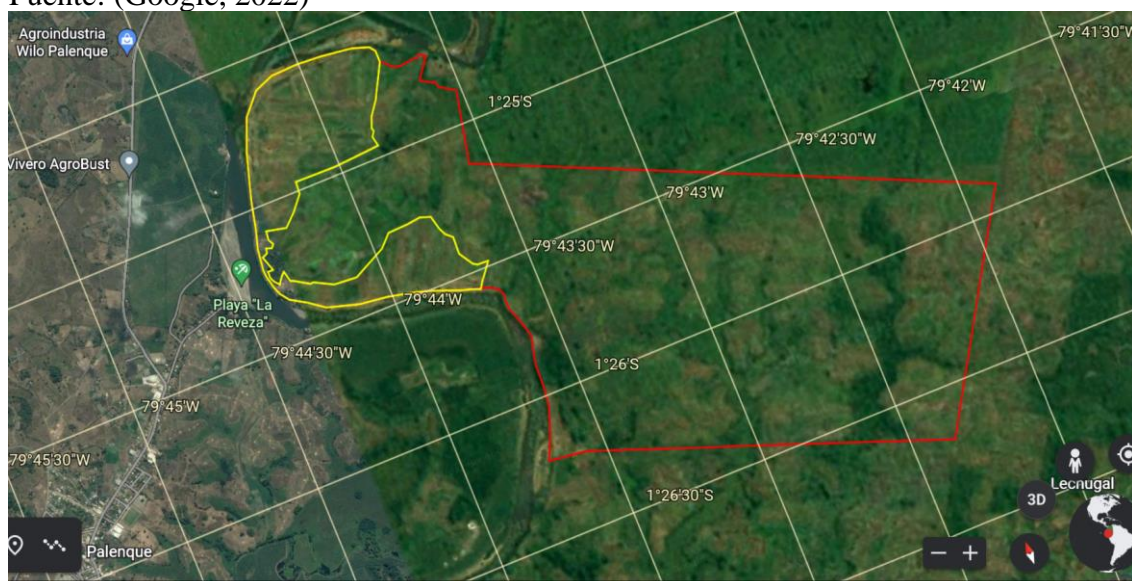 Fuente: (Google, 2022)
Agroindustria
Wilo Palenque
79°41'30"W
79°42'W
1°25'S
79°42'30"W
Vivero AgroBust
79°43'W
79°43'30"W
Playa "La
Reveza"
79°44'W
79°44'30"W
1°26'S
79°45'W
79°45'30"W
1°26'30"S
Lechugal
3D
Palenque